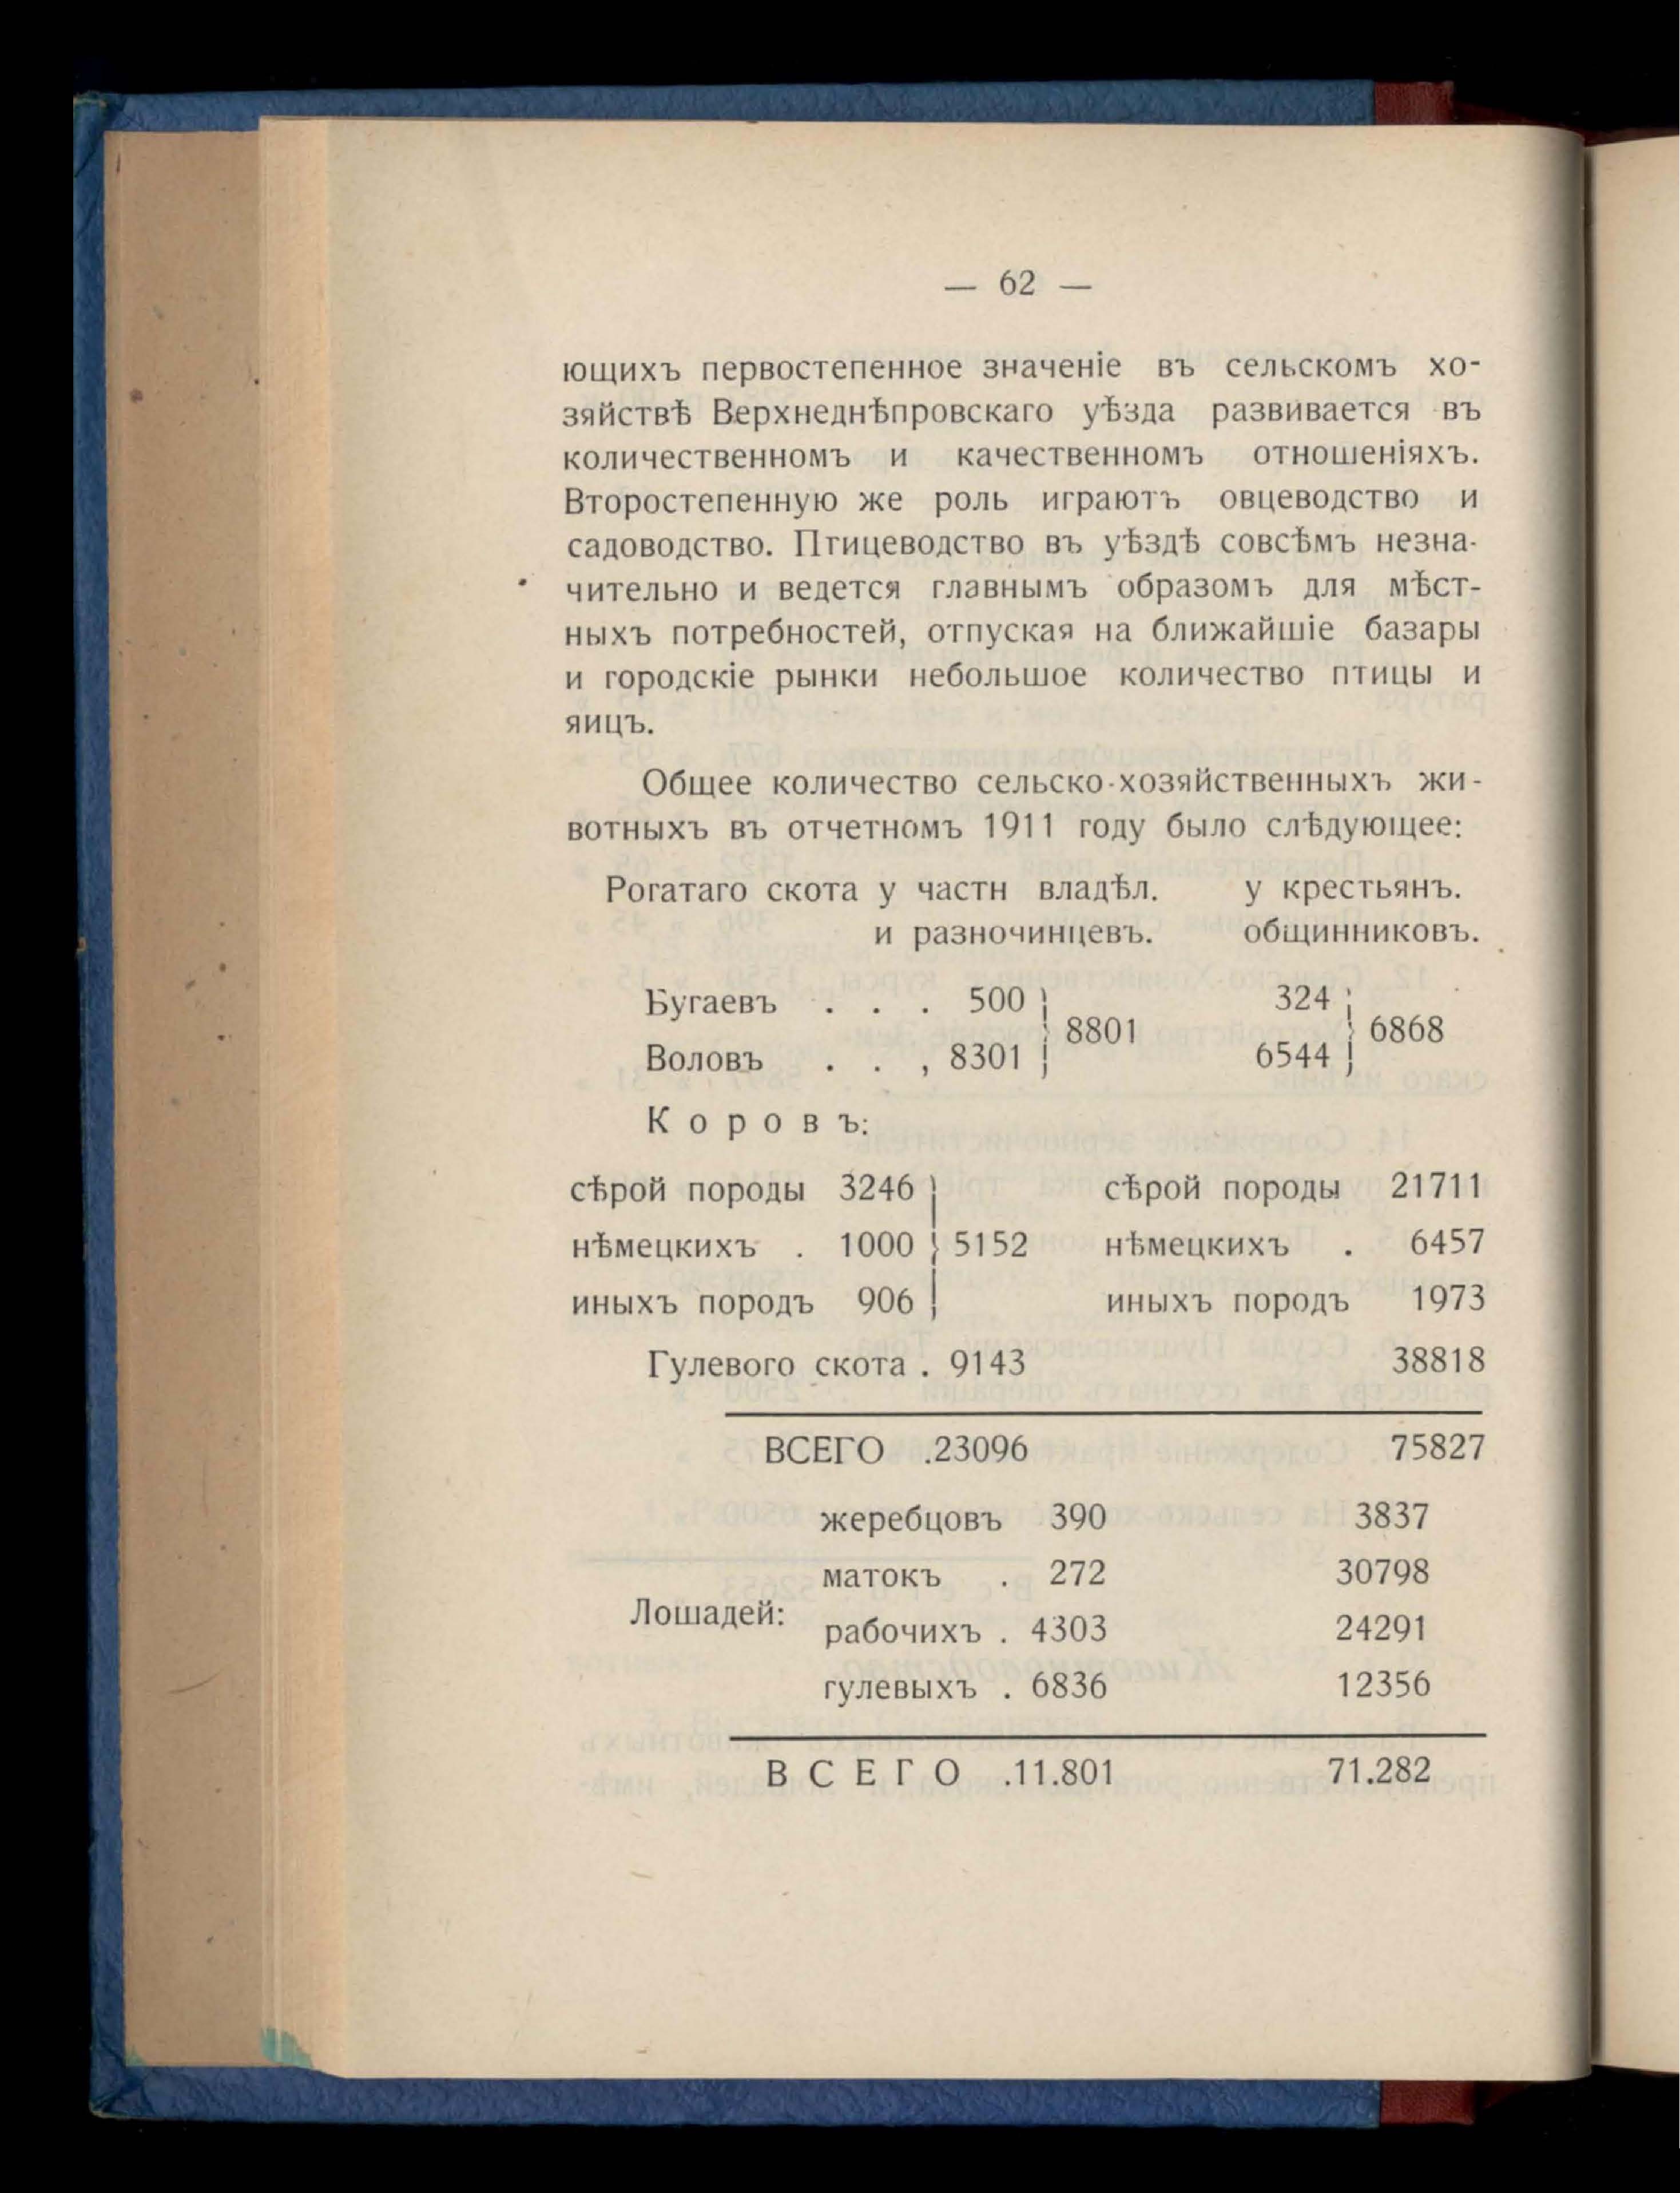 — 62 —
ющихъ первостепенное значеніе въ сельскомъ хо-
зяйствѣ Верхнеднѣпровскаго уѣзда развивается въ
количественномъ и качественномъ отношеніяхъ.
Второстепенную же роль играютъ овцеводство и
садоводство. Птицеводство въ уѣздѣ совсѣмъ незна-
чительно и ведется главнымъ образомъ для мѣст-
ныхъ потребностей, отпуская на ближайшіе базары
и городскіе рынки небольшое количество птицы и
яицъ.
Общее количество сельско-хозяйственныхъ жи-
вотныхъ въ отчетномъ 1911 году было слѣдующее:
Рогатаго скота у частн владѣл. у крестьянъ.
и разночинцевъ. общинниковъ.
Бугаевъ . . . 500 324
8801 6868
Воловъ . . , 8301 6544
К о р о в ъ:
сѣрой породы 3246 сѣрой породы 21711
нѣмецкихъ . 1000 } 5152 нѣмецкихъ . 6457
иныхъ породъ 906 иныхъ породъ 1973
Гулевого скота . 9143 38818
ВСЕГО .23096 75827
жеребцовъ 390 3837
матокъ . 272 30798
Лошадей:
рабочихъ . 4303 24291
гулевыхъ . 6836 12356
В С Е Г О .11.801 71.282